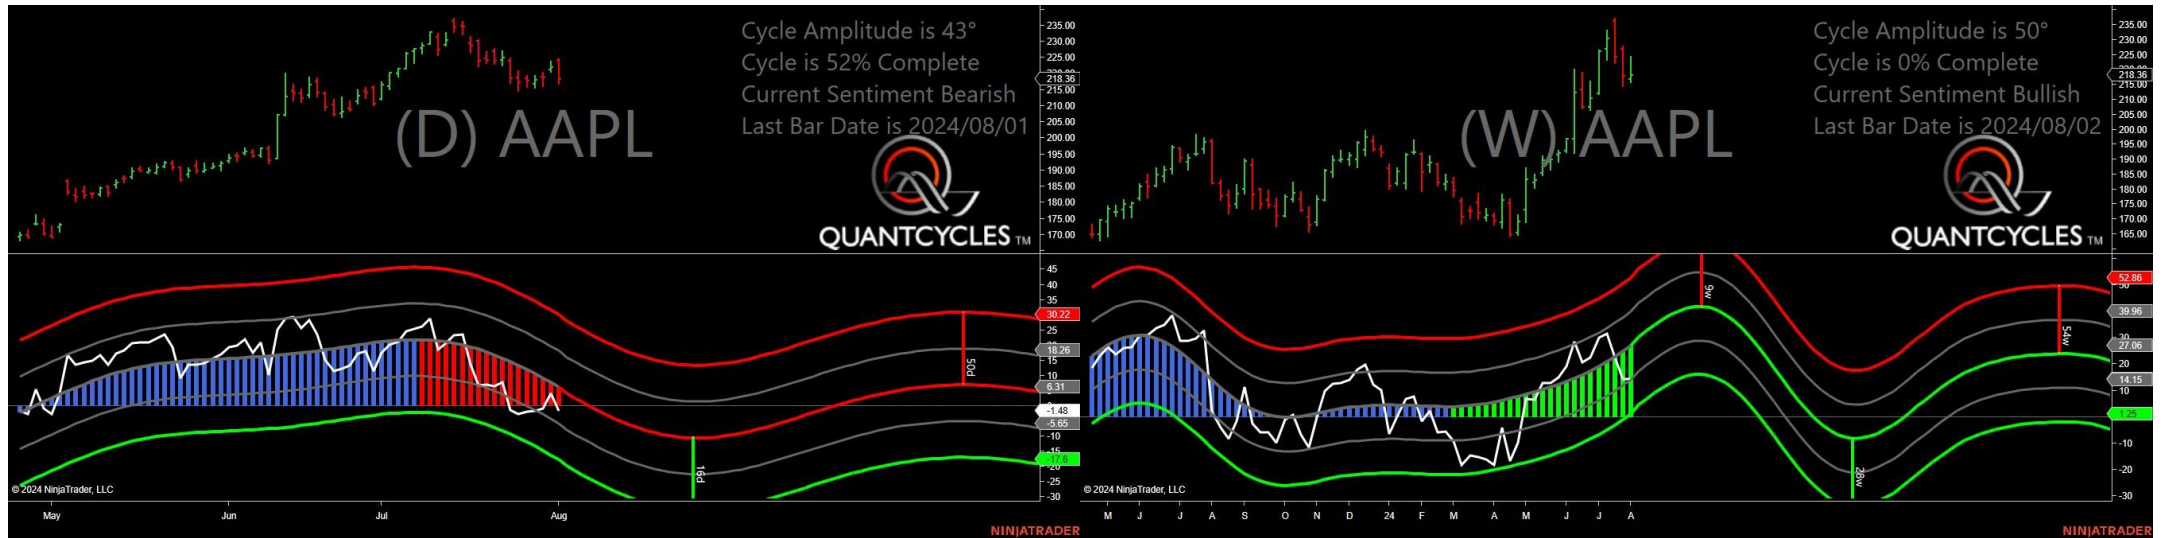 Cycle Amplitude is 43°
Cycle is 52% Complete
Current Sentiment Bearish
Last Bar Date is 2024/08/01
(D) AAPL
QUANTCYCLES TM
235.00
230.00
225.00
218.36
215.00
210.00
205.00
200.00
195.00
190.00
185.00
180.00
175.00
170.00
45
40
35
30.22
25
18.26
15
10
6.31
-1.48
-5.65
-10
-17.6
-25
-30
50d
16d
© 2024 NinjaTrader, LLC
May Jun Jul Aug
NINJATRADER
Cycle Amplitude is 50°
Cycle is 0% Complete
Current Sentiment Bullish
Last Bar Date is 2024/08/02
(W) AAPL
QUANTCYCLES TM
235.00
230.00
225.00
218.36
210.00
205.00
200.00
195.00
190.00
185.00
180.00
175.00
170.00
165.00
52.86
39.96
27.06
20
14.15
10
1.25
-10
-20
-30
9w
28w
54w
© 2024 NinjaTrader, LLC
M J J A S O N D 24 F M A M J J A
NINJATRADER